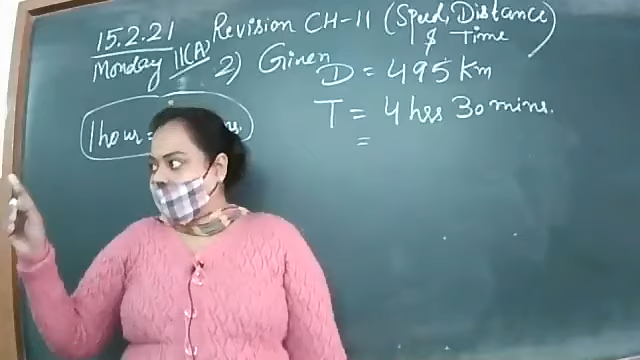 15.2.21 Revision CH-11 (Speed, Distance
& Time)
Monday 11(A) 2) Given
D = 495 Km
T = 4 hrs 30 mins.
=
1 hour =